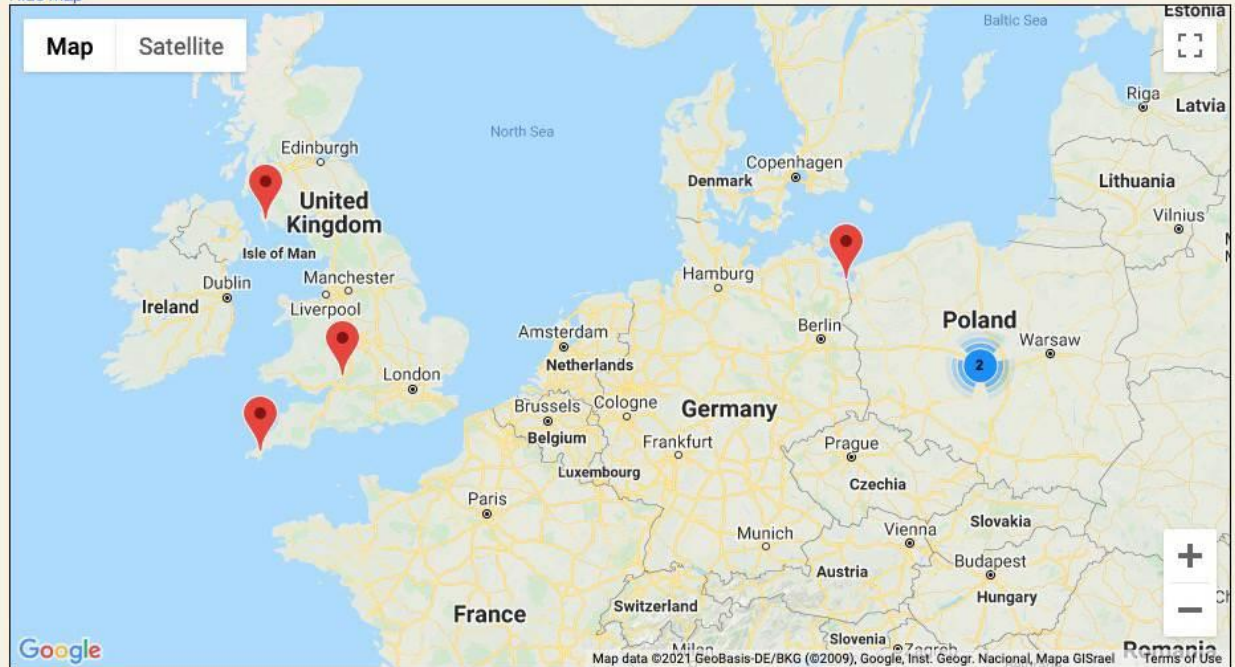 Map
Satellite
Baltic Sea
Estonia
Riga
Latvia
North Sea
Edinburgh
Copenhagen
Denmark
Lithuania
United
Kingdom
Vilnius
Isle of Man
Dublin
Manchester
Ireland
Liverpool
Hamburg
Berlin
Poland
Warsaw
2
Amsterdam
Netherlands
London
Brussels
Cologne
Germany
Belgium
Frankfurt
Prague
Luxembourg
Czechia
Paris
Slovakia
Munich
Vienna
Budapest
Austria
Hungary
France
Switzerland
Slovenia
Zagreb
Milan
Romania
Google
Map data ©2021 GeoBasis-DE/BKG (©2009), Google, Inst. Geogr. Nacional, Mapa GISrael
Terms of Use